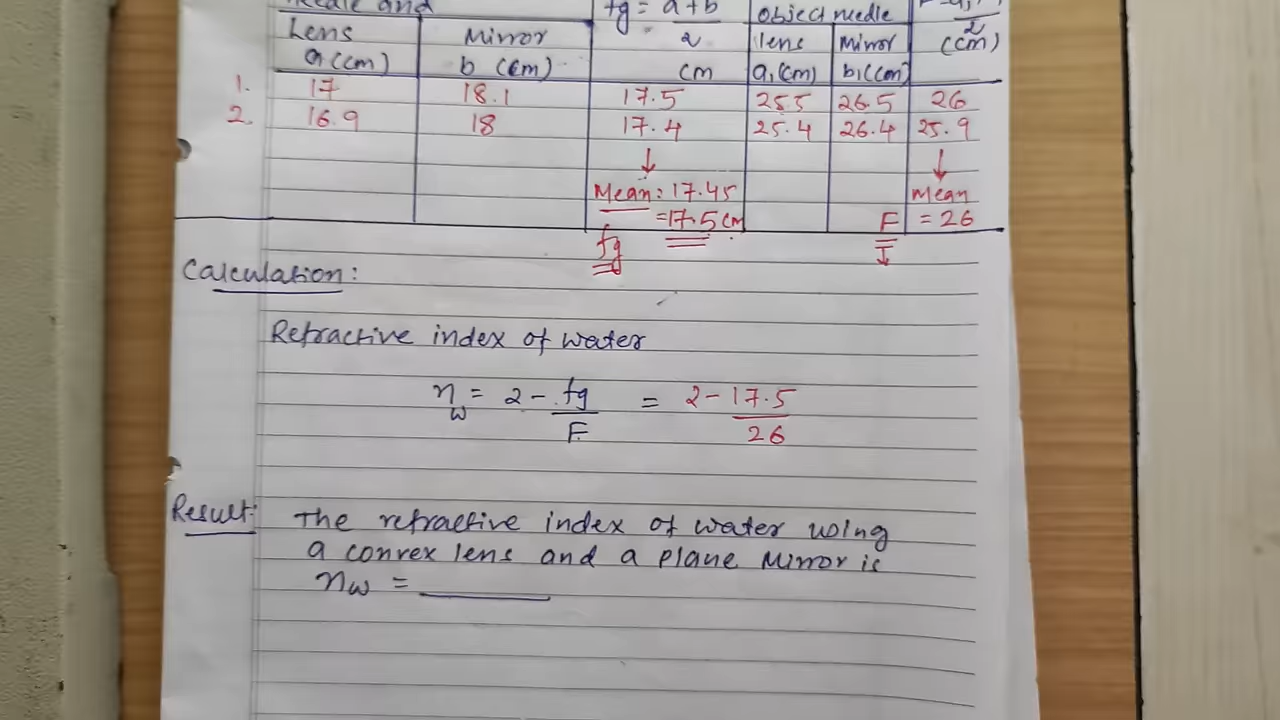 and
fg = a+b / 2 cm
object needle
2 (cm)
Lens a (cm)
Mirror b (cm)
lens a1 (cm)
Mirror b1 (cm)
1. 17 18.1 17.5 25.5 26.5 26
2. 16.9 18 17.4 25.4 26.4 25.9
↓ ↓
Mean: 17.45 Mean
=17.5 cm F = 26
fg
Calculation:
Refractive index of water
nw = 2 - fg/F = 2 - 17.5/26
Result: The refractive index of water using
a convex lens and a plane Mirror is
nw = ______